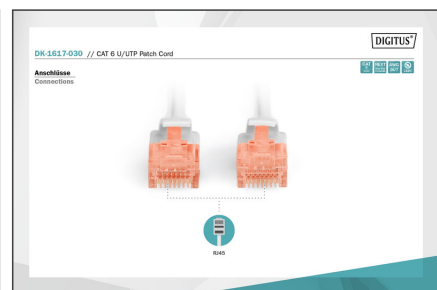 DIGITUS®
DK-1617-030 // CAT 6 U/UTP Patch Cord
Anschlüsse
Connections
RJ45